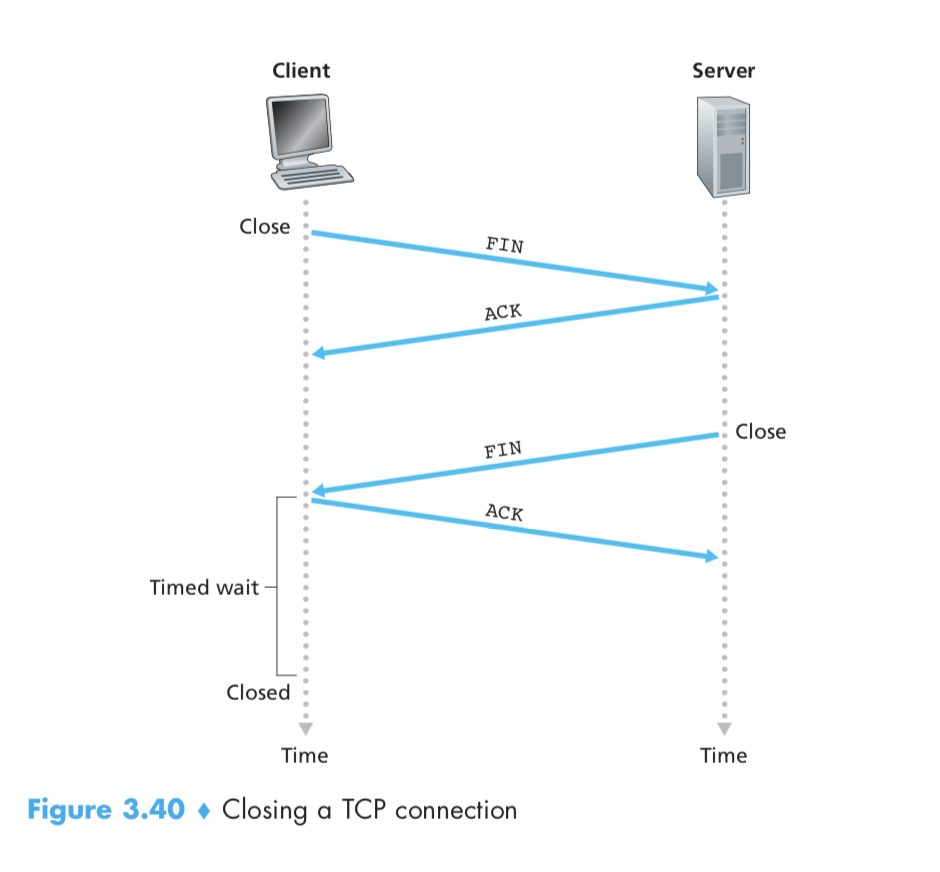 Client
Server
Close
FIN
ACK
Close
FIN
ACK
Timed wait
Closed
Time
Time
Figure 3.40 ♦ Closing a TCP connection